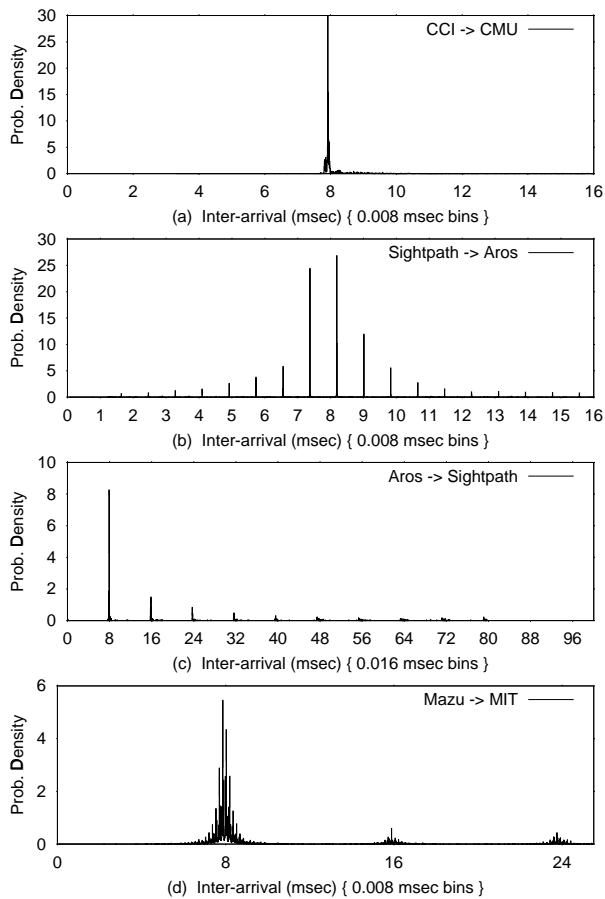 30
25
20
15
10
5
0
Prob. Density
CCI -> CMU
0 2 4 6 8 10 12 14 16
(a) Inter-arrival (msec) { 0.008 msec bins }
30
25
20
15
10
5
0
Prob. Density
Sightpath -> Aros
0 1 2 3 4 5 6 7 8 9 10 11 12 13 14 15 16
(b) Inter-arrival (msec) { 0.008 msec bins }
10
8
6
4
2
0
Prob. Density
Aros -> Sightpath
0 8 16 24 32 40 48 56 64 72 80 88 96
(c) Inter-arrival (msec) { 0.016 msec bins }
6
4
2
0
Prob. Density
Mazu -> MIT
0 8 16 24
(d) Inter-arrival (msec) { 0.008 msec bins }